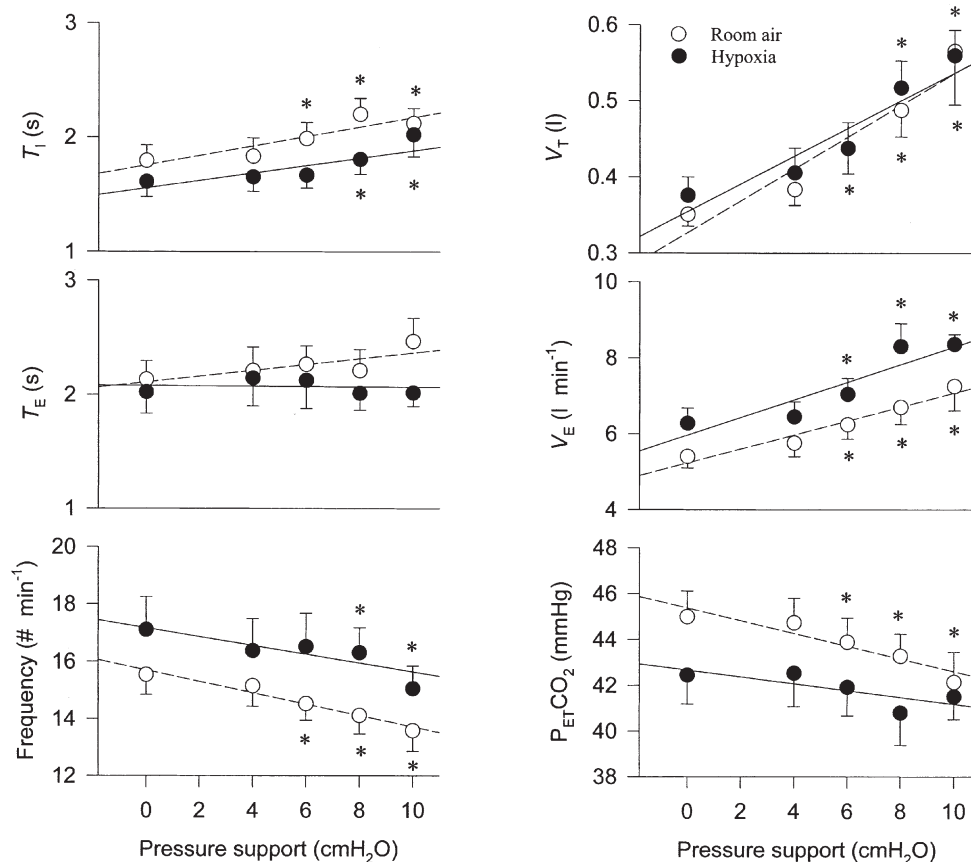 3
2
1
T_I (s)
0.6
0.5
0.4
0.3
V_T (l)
Room air
Hypoxia
* * *
* *
* *
* * *
3
2
1
T_E (s)
10
8
6
4
V_E (l min⁻¹)
* * *
* * *
20
18
16
14
12
Frequency (# min⁻¹)
* *
* * *
0 2 4 6 8 10
Pressure support (cmH₂O)
48
46
44
42
40
38
P_ETCO₂ (mmHg)
* * *
0 2 4 6 8 10
Pressure support (cmH₂O)